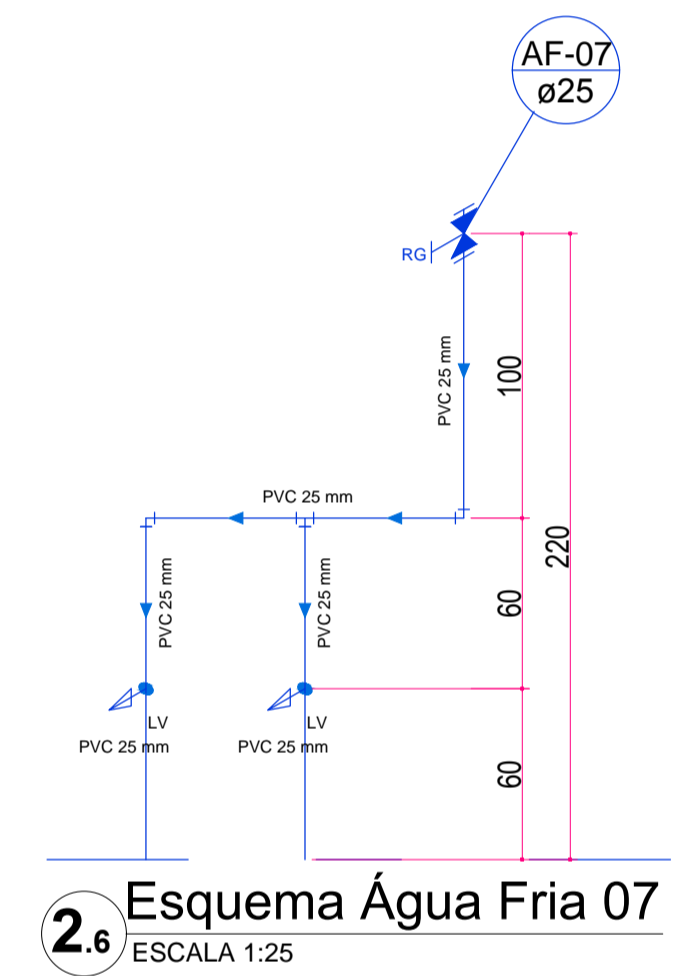 AF-07
ø25
RG
PVC 25 mm
100
PVC 25 mm
220
PVC 25 mm
PVC 25 mm
60
LV
LV
PVC 25 mm
PVC 25 mm
60
Esquema Água Fria 07
2.6
ESCALA 1:25